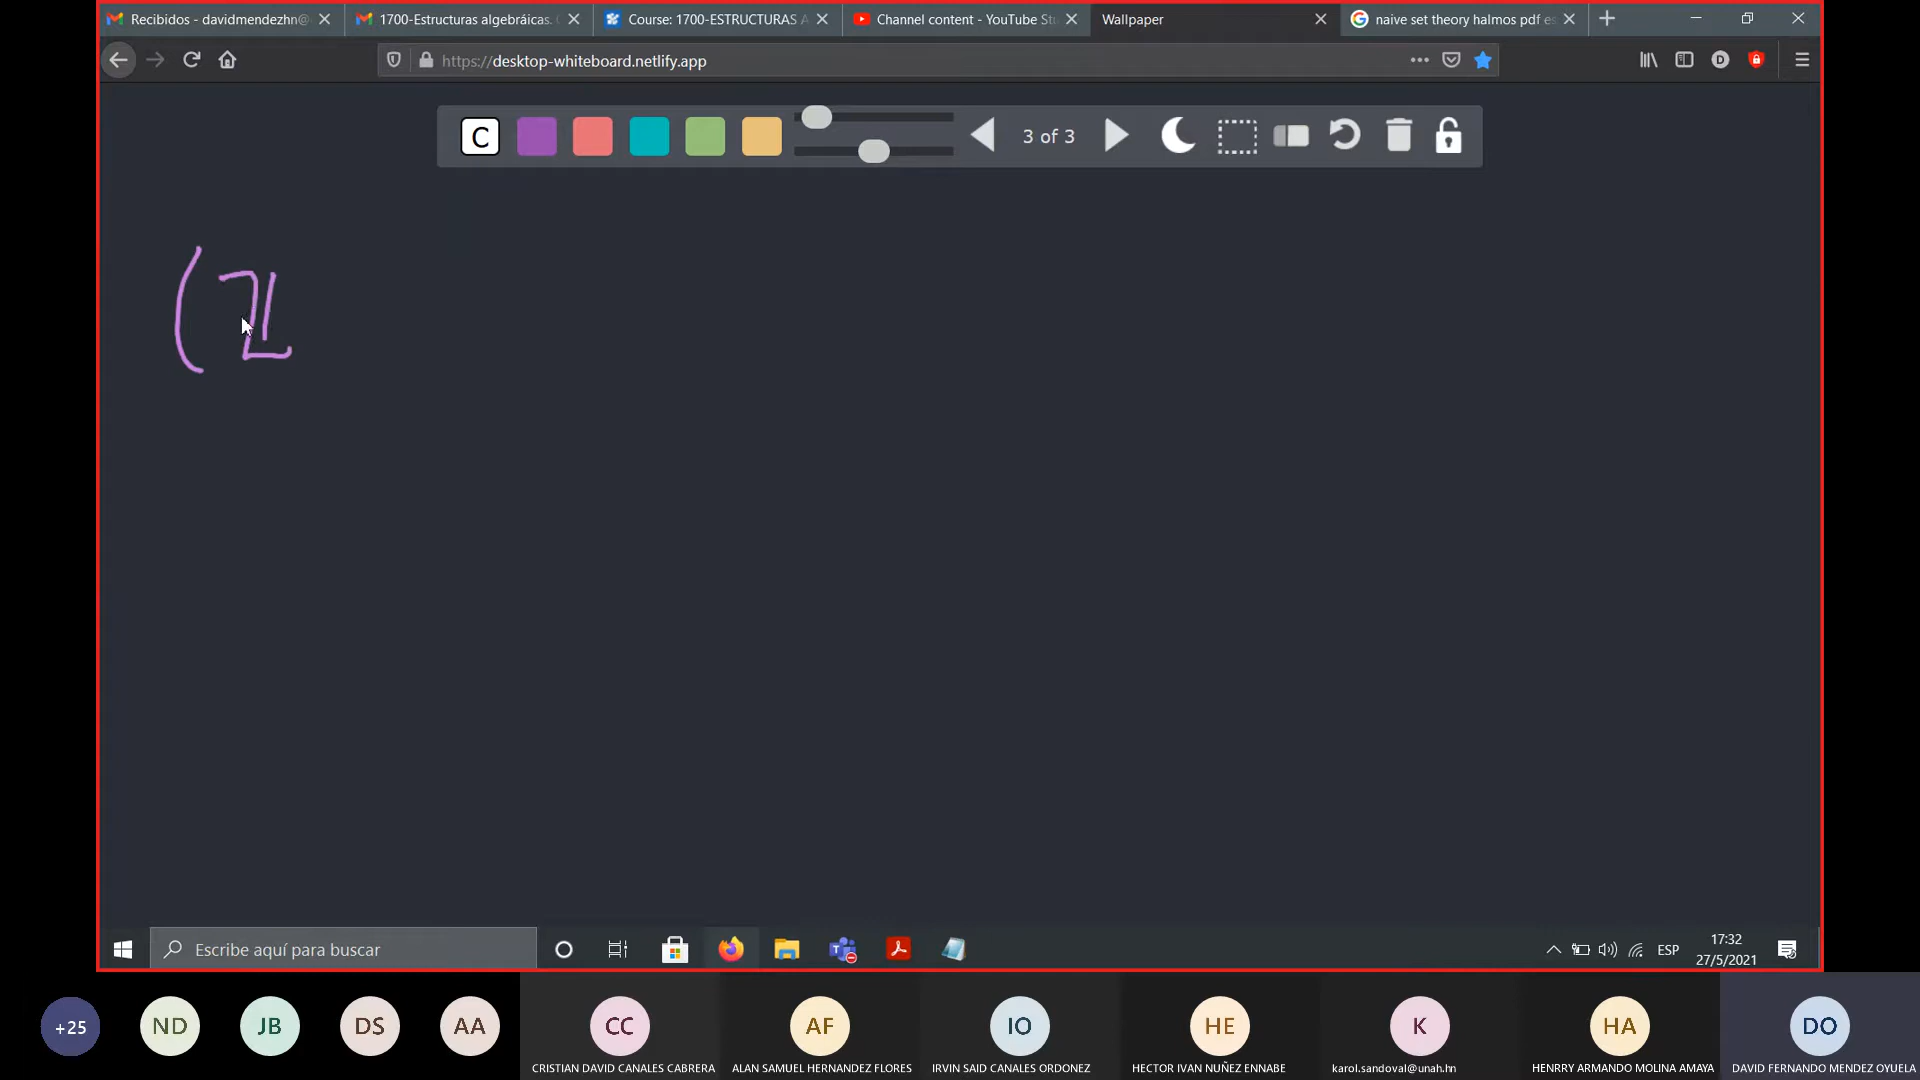 Recibidos - davidmendezhn@
1700-Estructuras algebráicas.
Course: 1700-ESTRUCTURAS A
Channel content - YouTube Stu
Wallpaper
naive set theory halmos pdf es
https://desktop-whiteboard.netlify.app
D
C
3 of 3
(ℤ
Escribe aquí para buscar
ESP
17:32
27/5/2021
+25
ND
JB
DS
AA
CC
AF
IO
HE
K
HA
DO
CRISTIAN DAVID CANALES CABRERA
ALAN SAMUEL HERNANDEZ FLORES
IRVIN SAID CANALES ORDONEZ
HECTOR IVAN NUÑEZ ENNABE
karol.sandoval@unah.hn
HENRRY ARMANDO MOLINA AMAYA
DAVID FERNANDO MENDEZ OYUELA